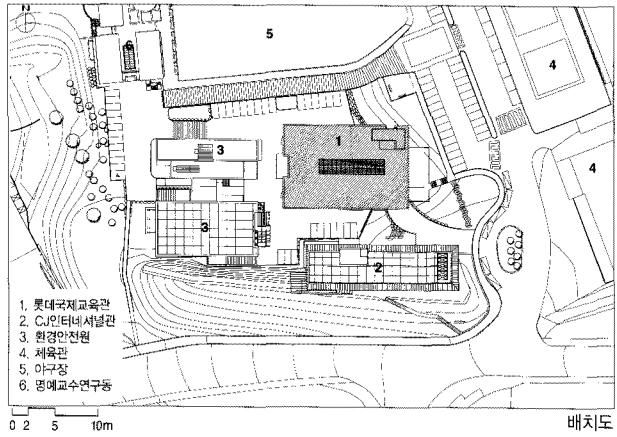 5
4
1
3
4
3
2
1, 롯데국제교육관
2, CJ인터네셔널관
3, 환경안전원
4, 체육관
5, 야구장
6, 명예교수연구동
0 2 5 10m
배치도